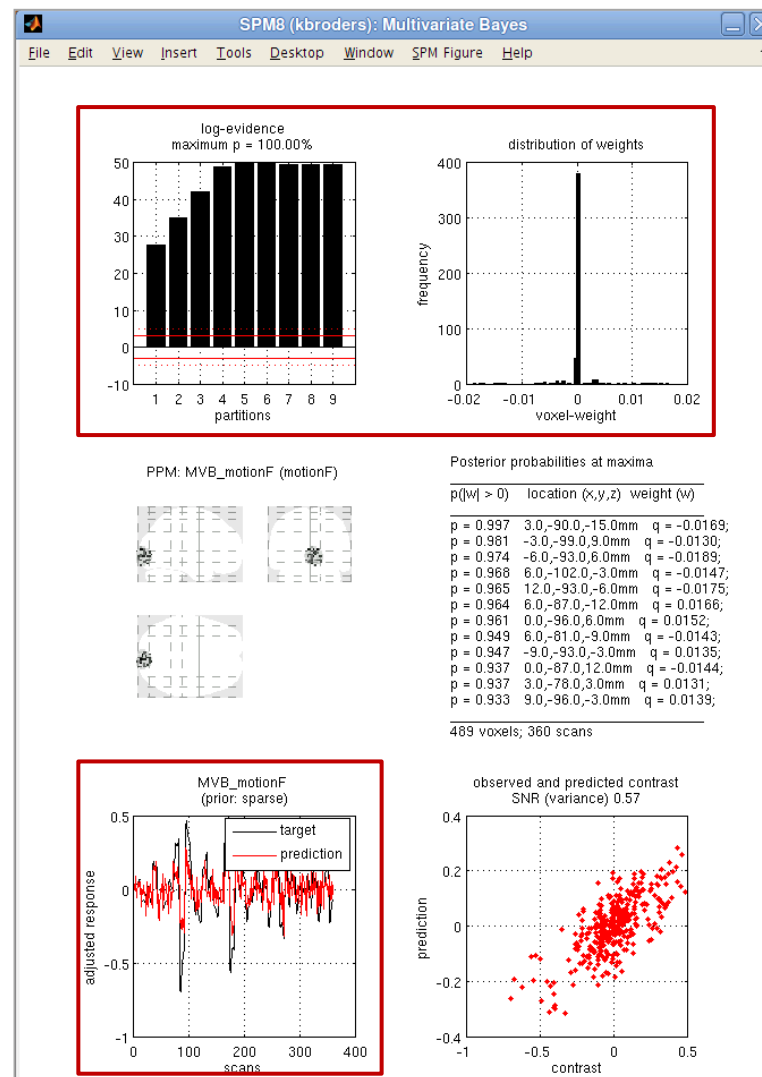 SPM8 (kbroders): Multivariate Bayes
File Edit View Insert Tools Desktop Window SPM Figure Help
log-evidence
maximum p = 100.00%
50
40
30
20
10
0
-10
1 2 3 4 5 6 7 8 9
partitions
distribution of weights
400
300
200
100
0
-0.02 -0.01 0 0.01 0.02
frequency
voxel-weight
PPM: MVB_motionF (motionF)
Posterior probabilities at maxima
p(|w| > 0) location (x,y,z) weight (w)
p = 0.997 3.0,-90.0,-15.0mm q = -0.0169;
p = 0.981 -3.0,-99.0,9.0mm q = -0.0130;
p = 0.974 -6.0,-93.0,6.0mm q = -0.0189;
p = 0.968 6.0,-102.0,-3.0mm q = -0.0147;
p = 0.965 12.0,-93.0,-6.0mm q = -0.0175;
p = 0.964 6.0,-87.0,-12.0mm q = 0.0166;
p = 0.961 0.0,-96.0,6.0mm q = 0.0152;
p = 0.949 6.0,-81.0,-9.0mm q = -0.0143;
p = 0.947 -9.0,-93.0,-3.0mm q = 0.0135;
p = 0.937 0.0,-87.0,12.0mm q = -0.0144;
p = 0.937 3.0,-78.0,3.0mm q = 0.0131;
p = 0.933 9.0,-96.0,-3.0mm q = 0.0139;
489 voxels; 360 scans
MVB_motionF
(prior: sparse)
target
prediction
0.5
0
-0.5
-1
0 100 200 300 400
adjusted response
scans
observed and predicted contrast
SNR (variance) 0.57
0.4
0.2
0
-0.2
-0.4
-1 -0.5 0 0.5
prediction
contrast